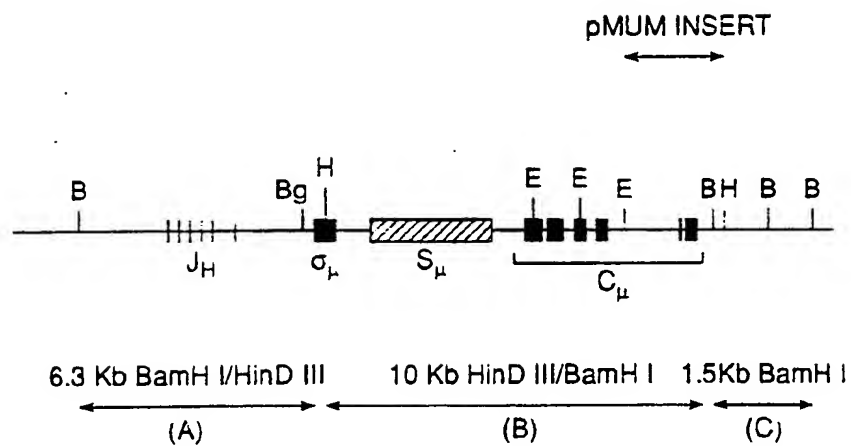 pMUM INSERT
B Bg H E E E B H B B
J_H σ_μ S_μ C_μ
6.3 Kb BamH I/HinD III 10 Kb HinD III/BamH I 1.5Kb BamH I
(A) (B) (C)